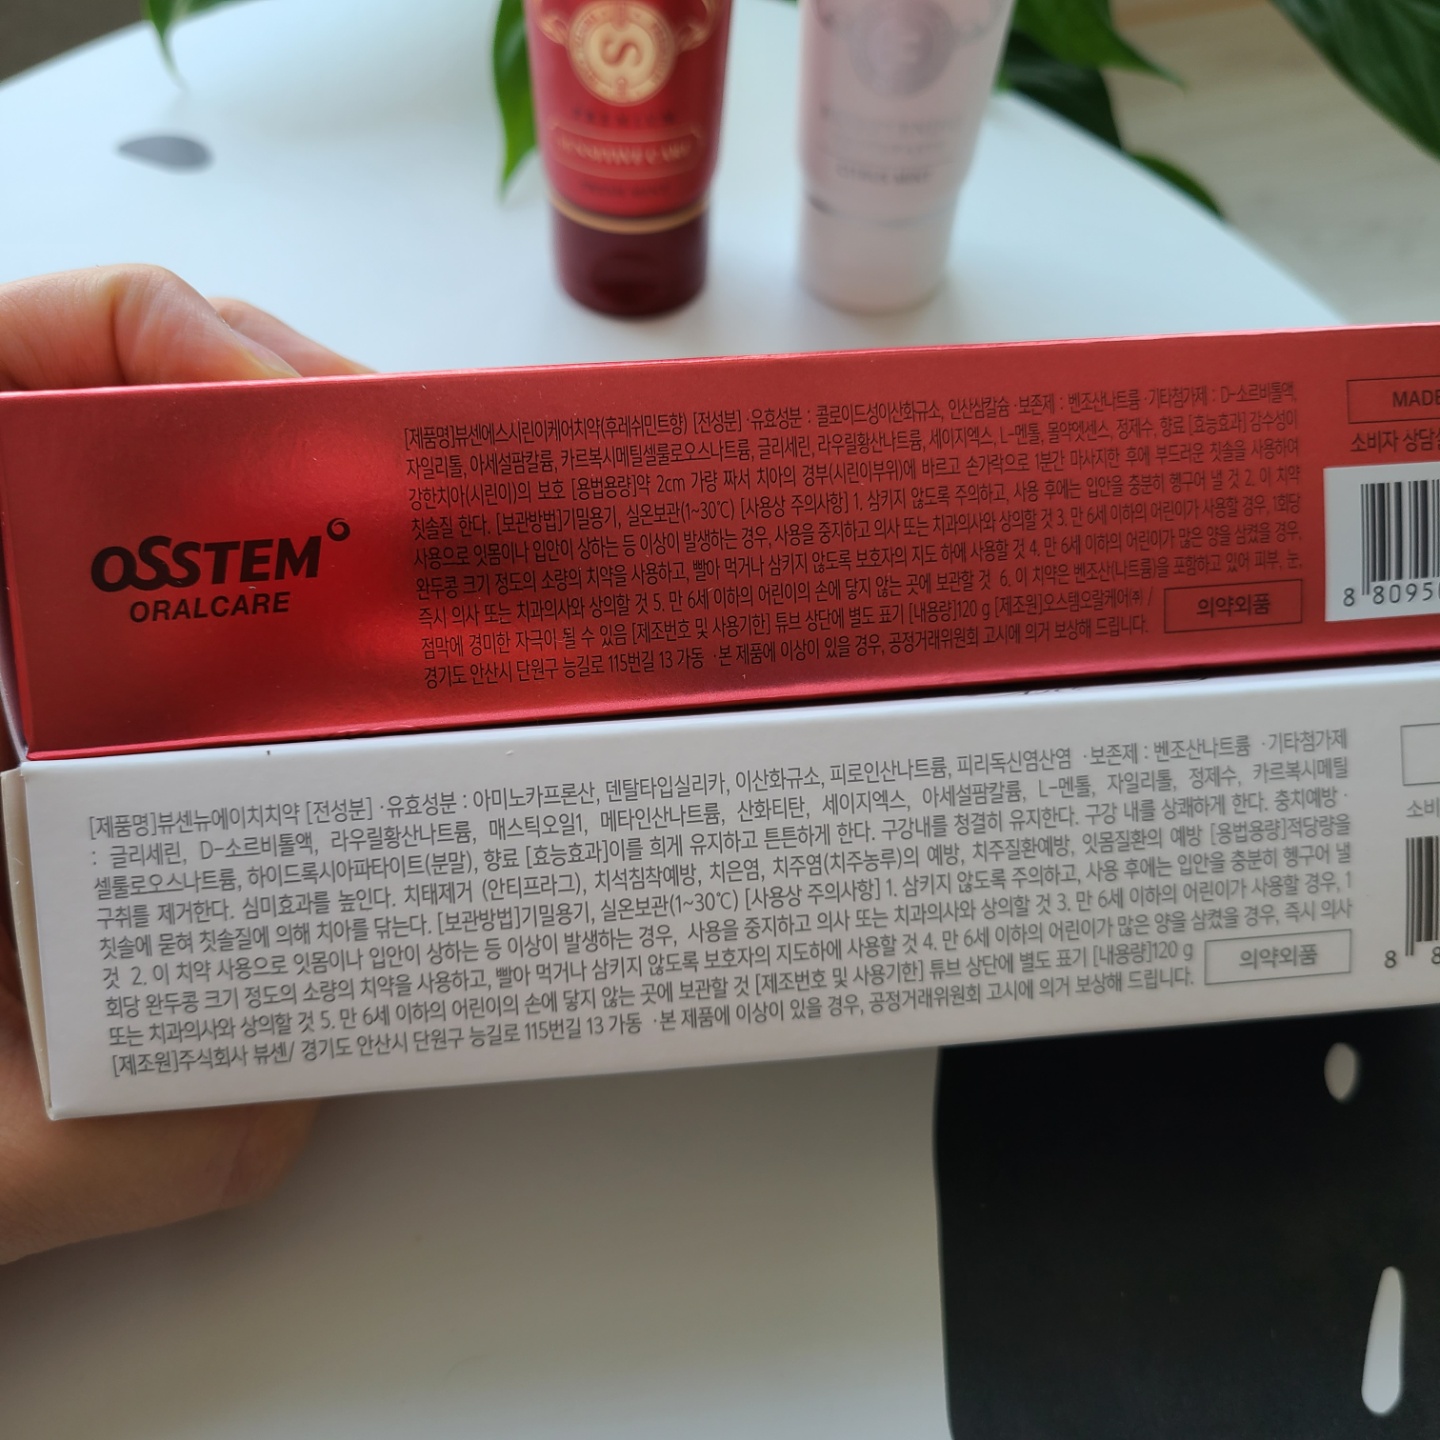 S
PREMIUM
SENSITIVE CARE
[제품명]뷰센에스시린이케어치약(후레쉬민트향) [전성분] ·유효성분 : 콜로이드성이산화규소, 인산삼칼슘 ·보존제 : 벤조산나트륨 ·기타첨가제 : D-소르비톨액,
자일리톨, 아세설팜칼륨, 카르복시메틸셀룰로오스나트륨, 글리세린, 라우릴황산나트륨, 세이지엑스, L-멘톨, 몰약엣센스, 정제수, 향료 [효능효과] 감수성이
강한치아(시린이)의 보호 [용법용량]약 2cm 가량 짜서 치아의 경부(시린이부위)에 바르고 손가락으로 1분간 마사지한 후에 부드러운 칫솔을 사용하여
칫솔질 한다. [보관방법]기밀용기, 실온보관(1~30℃) [사용상 주의사항] 1. 삼키지 않도록 주의하고, 사용 후에는 입안을 충분히 헹구어 낼 것 2. 이 치약
사용으로 잇몸이나 입안이 상하는 등 이상이 발생하는 경우, 사용을 중지하고 의사 또는 치과의사와 상의할 것 3. 만 6세 이하의 어린이가 사용할 경우, 1회당
완두콩 크기 정도의 소량의 치약을 사용하고, 빨아 먹거나 삼키지 않도록 보호자의 지도 하에 사용할 것 4. 만 6세 이하의 어린이가 많은 양을 삼켰을 경우,
즉시 의사 또는 치과의사와 상의할 것 5. 만 6세 이하의 어린이의 손에 닿지 않는 곳에 보관할 것 6. 이 치약은 벤조산(나트륨)을 포함하고 있어 피부, 눈,
점막에 경미한 자극이 될 수 있음 [제조번호 및 사용기한] 튜브 상단에 별도 표기 [내용량]120 g [제조원]오스템오랄케어㈜ /
경기도 안산시 단원구 능길로 115번길 13 가동 ·본 제품에 이상이 있을 경우, 공정거래위원회 고시에 의거 보상해 드립니다.
의약외품
OSSTEM
ORALCARE
MADE
소비자 상담
8 8095
[제품명]뷰센뉴에이치치약 [전성분] ·유효성분 : 아미노카프론산, 덴탈타입실리카, 이산화규소, 피로인산나트륨, 피리독신염산염 ·보존제 : 벤조산나트륨 ·기타첨가제
: 글리세린, D-소르비톨액, 라우릴황산나트륨, 매스틱오일1, 메타인산나트륨, 산화티탄, 세이지엑스, 아세설팜칼륨, L-멘톨, 자일리톨, 정제수, 카르복시메틸
셀룰로오스나트륨, 하이드록시아파타이트(분말), 향료 [효능효과]이를 희게 유지하고 튼튼하게 한다. 구강내를 청결히 유지한다. 구강 내를 상쾌하게 한다. 충치예방 ·
구취를 제거한다. 심미효과를 높인다. 치태제거 (안티프라그), 치석침착예방, 치은염, 치주염(치주농루)의 예방, 치주질환예방, 잇몸질환의 예방 [용법용량]적당량을
칫솔에 묻혀 칫솔질에 의해 치아를 닦는다. [보관방법]기밀용기, 실온보관(1~30℃) [사용상 주의사항] 1. 삼키지 않도록 주의하고, 사용 후에는 입안을 충분히 헹구어 낼
것 2. 이 치약 사용으로 잇몸이나 입안이 상하는 등 이상이 발생하는 경우, 사용을 중지하고 의사 또는 치과의사와 상의할 것 3. 만 6세 이하의 어린이가 사용할 경우, 1
회당 완두콩 크기 정도의 소량의 치약을 사용하고, 빨아 먹거나 삼키지 않도록 보호자의 지도하에 사용할 것 4. 만 6세 이하의 어린이가 많은 양을 삼켰을 경우, 즉시 의사
또는 치과의사와 상의할 것 5. 만 6세 이하의 어린이의 손에 닿지 않는 곳에 보관할 것 [제조번호 및 사용기한] 튜브 상단에 별도 표기 [내용량]120 g
[제조원]주식회사 뷰센/ 경기도 안산시 단원구 능길로 115번길 13 가동 ·본 제품에 이상이 있을 경우, 공정거래위원회 고시에 의거 보상해 드립니다.
의약외품
소비
8 8